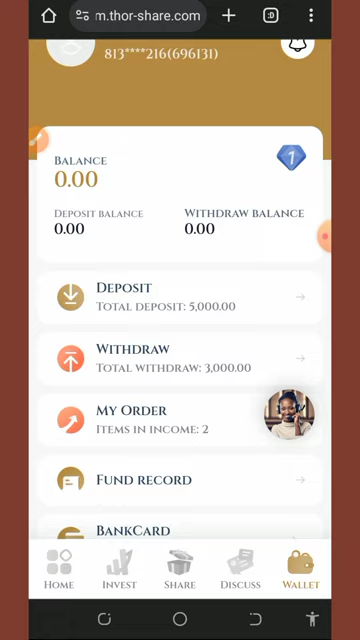 m.thor-share.com
:D
813****216(696131)
Balance
0.00
1
Deposit balance
Withdraw balance
0.00
0.00
Deposit
Total deposit: 5,000.00
Withdraw
Total withdraw: 3,000.00
My Order
Items in income: 2
Fund record
BankCard
Home
Invest
Share
Discuss
Wallet